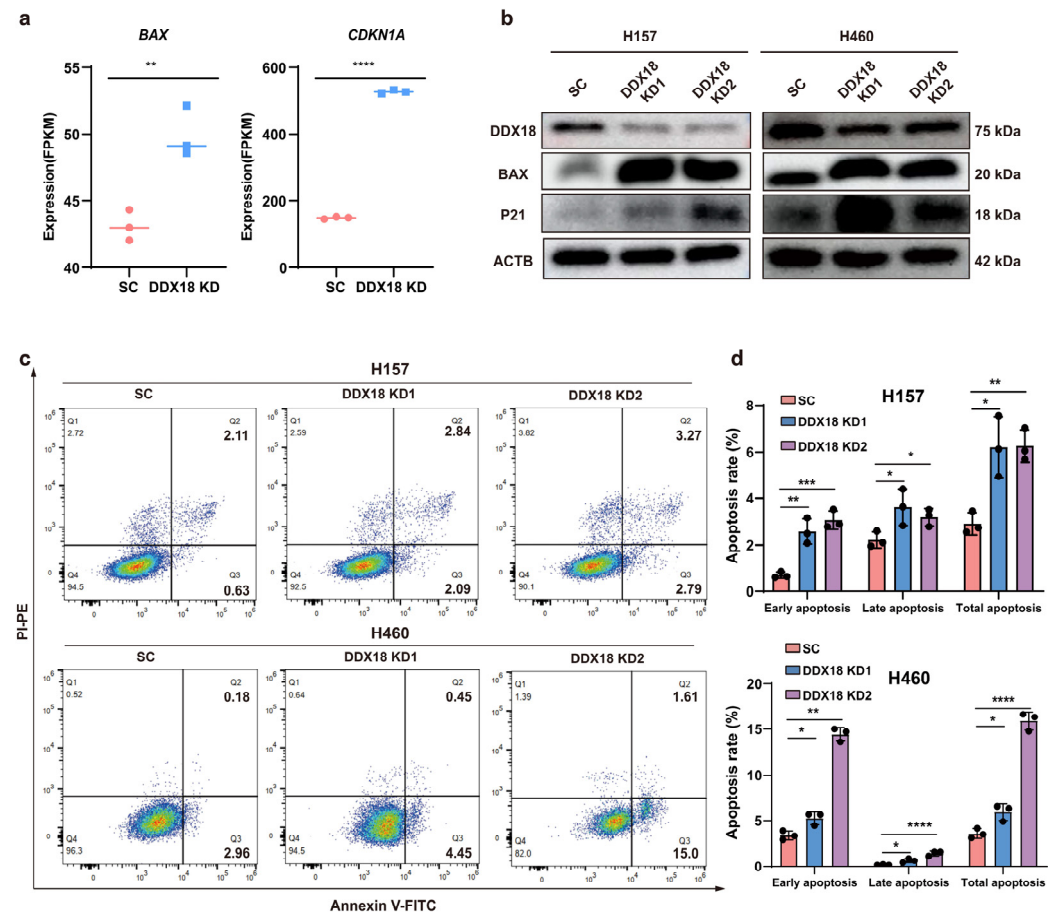 a
BAX
CDKN1A
Expression(FPKM)
55
50
45
40
**
SC DDX18 KD
Expression(FPKM)
600
400
200
0
****
SC DDX18 KD
b
H157
H460
SC
DDX18 KD1
DDX18 KD2
SC
DDX18 KD1
DDX18 KD2
DDX18
75 kDa
BAX
20 kDa
P21
18 kDa
ACTB
42 kDa
c
H157
SC
DDX18 KD1
DDX18 KD2
Q1
2.72
Q2
2.11
Q4
94.5
Q3
0.63
Q1
2.59
Q2
2.84
Q4
92.5
Q3
2.09
Q1
3.82
Q2
3.27
Q4
90.1
Q3
2.79
PI-PE
H460
SC
DDX18 KD1
DDX18 KD2
Q1
0.52
Q2
0.18
Q4
96.3
Q3
2.96
Q1
0.64
Q2
0.45
Q4
94.5
Q3
4.45
Q1
1.39
Q2
1.61
Q4
82.0
Q3
15.0
Annexin V-FITC
d
H157
SC
DDX18 KD1
DDX18 KD2
Apoptosis rate (%)
8
6
4
2
0
**
***
*
*
*
**
Early apoptosis Late apoptosis Total apoptosis
H460
SC
DDX18 KD1
DDX18 KD2
Apoptosis rate (%)
20
15
10
5
0
*
**
*
****
*
****
Early apoptosis Late apoptosis Total apoptosis